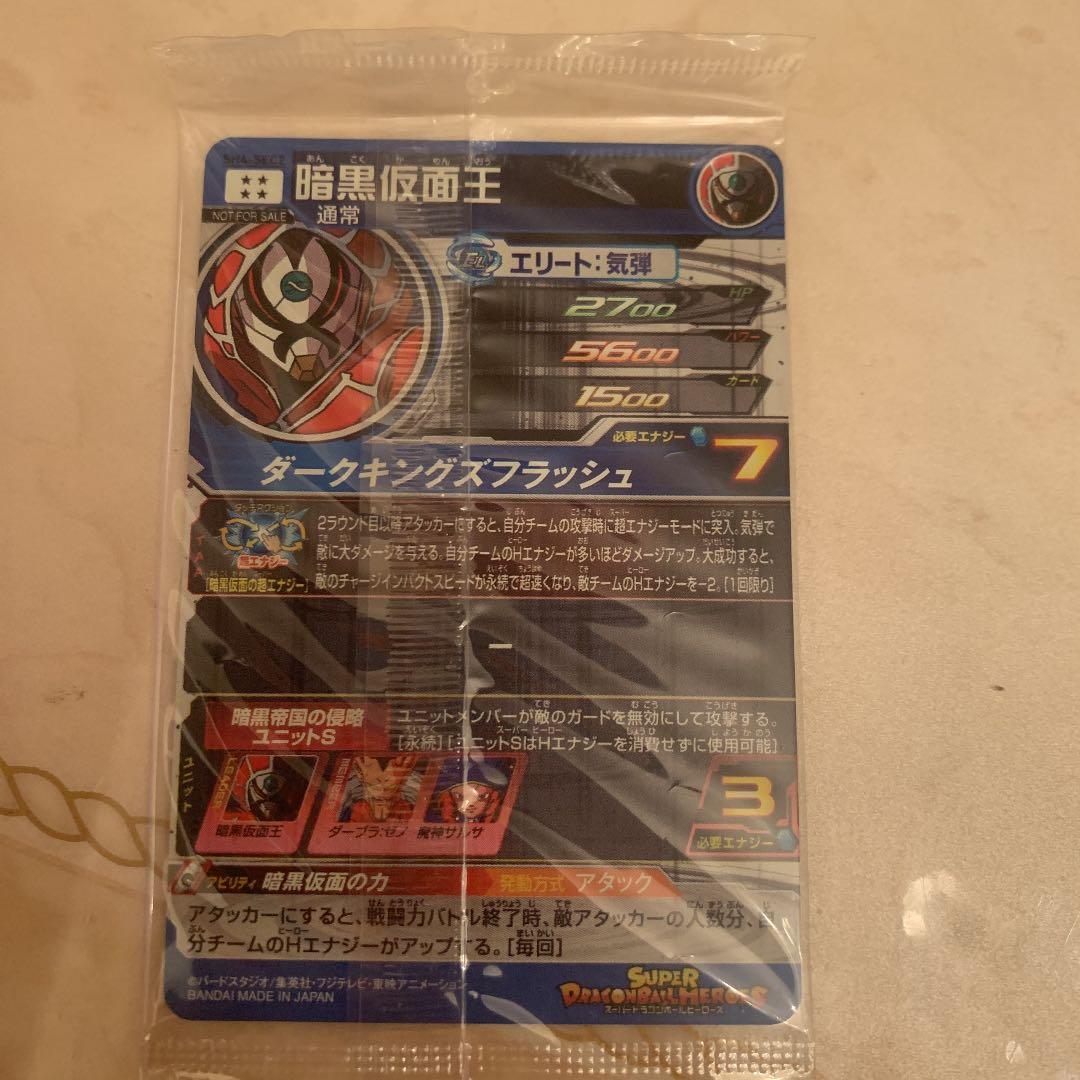 SH4-SEC2
あんこくかめんおう
暗黒仮面王
NOT FOR SALE
通常
エリート：気弾
HP
2700
パワー
5600
ガード
1500
必要エナジー
7
ダークキングズフラッシュ
超エナジー
[暗黒仮面の超エナジー]
2ラウンド目以降アタッカーにすると、自分チームの攻撃時に超エナジーモードに突入。気弾で
敵に大ダメージを与える。自分チームのHエナジーが多いほどダメージアップ。大成功すると、
敵のチャージインパクトスピードが永続で超速くなり、敵チームのHエナジーを-2。[1回限り]
ー
暗黒帝国の侵略
ユニットS
ユニットメンバーが敵のガードを無効にして攻撃する。
[永続][ユニットSはHエナジーを消費せずに使用可能]
ユニット
LEADER
MEMBER
暗黒仮面王
ダーブラ：ゼノ
魔神サルサ
3
必要エナジー
アビリティ 暗黒仮面の力
発動方式 アタック
アタッカーにすると、戦闘力バトル終了時、敵アタッカーの人数分、自
分チームのHエナジーがアップする。[毎回]
©バードスタジオ/集英社・フジテレビ・東映アニメーション
BANDAI MADE IN JAPAN
SUPER
DRAGONBALL HEROES
スーパードラゴンボールヒーローズ